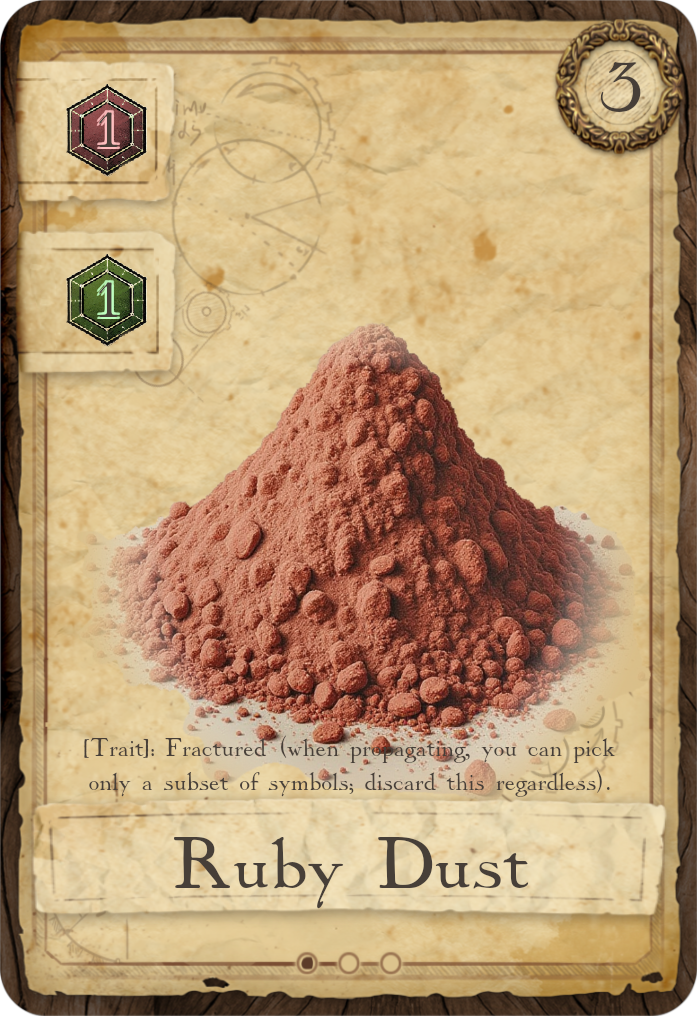 3
1
1
[Trait]: Fractured (when propagating, you can pick
only a subset of symbols; discard this regardless).
Ruby Dust